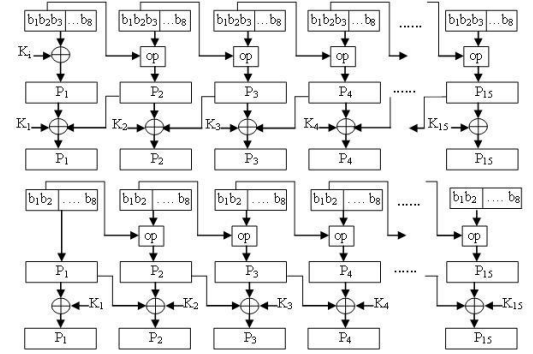 b₁b₂b₃ ...b₈ b₁b₂b₃ ...b₈ b₁b₂b₃ ...b₈ b₁b₂b₃ ...b₈ ...... b₁b₂b₃ ...b₈
Kᵢ op op op op
P₁ P₂ P₃ P₄ ...... P₁₅
K₁ K₂ K₃ K₄ K₁₅
P₁ P₂ P₃ P₄ P₁₅
b₁b₂ .... b₈ b₁b₂ .... b₈ b₁b₂ .... b₈ b₁b₂ .... b₈ ...... b₁b₂ .... b₈
op op op op
P₁ P₂ P₃ P₄ ...... P₁₅
K₁ K₂ K₃ K₄ K₁₅
P₁ P₂ P₃ P₄ P₁₅